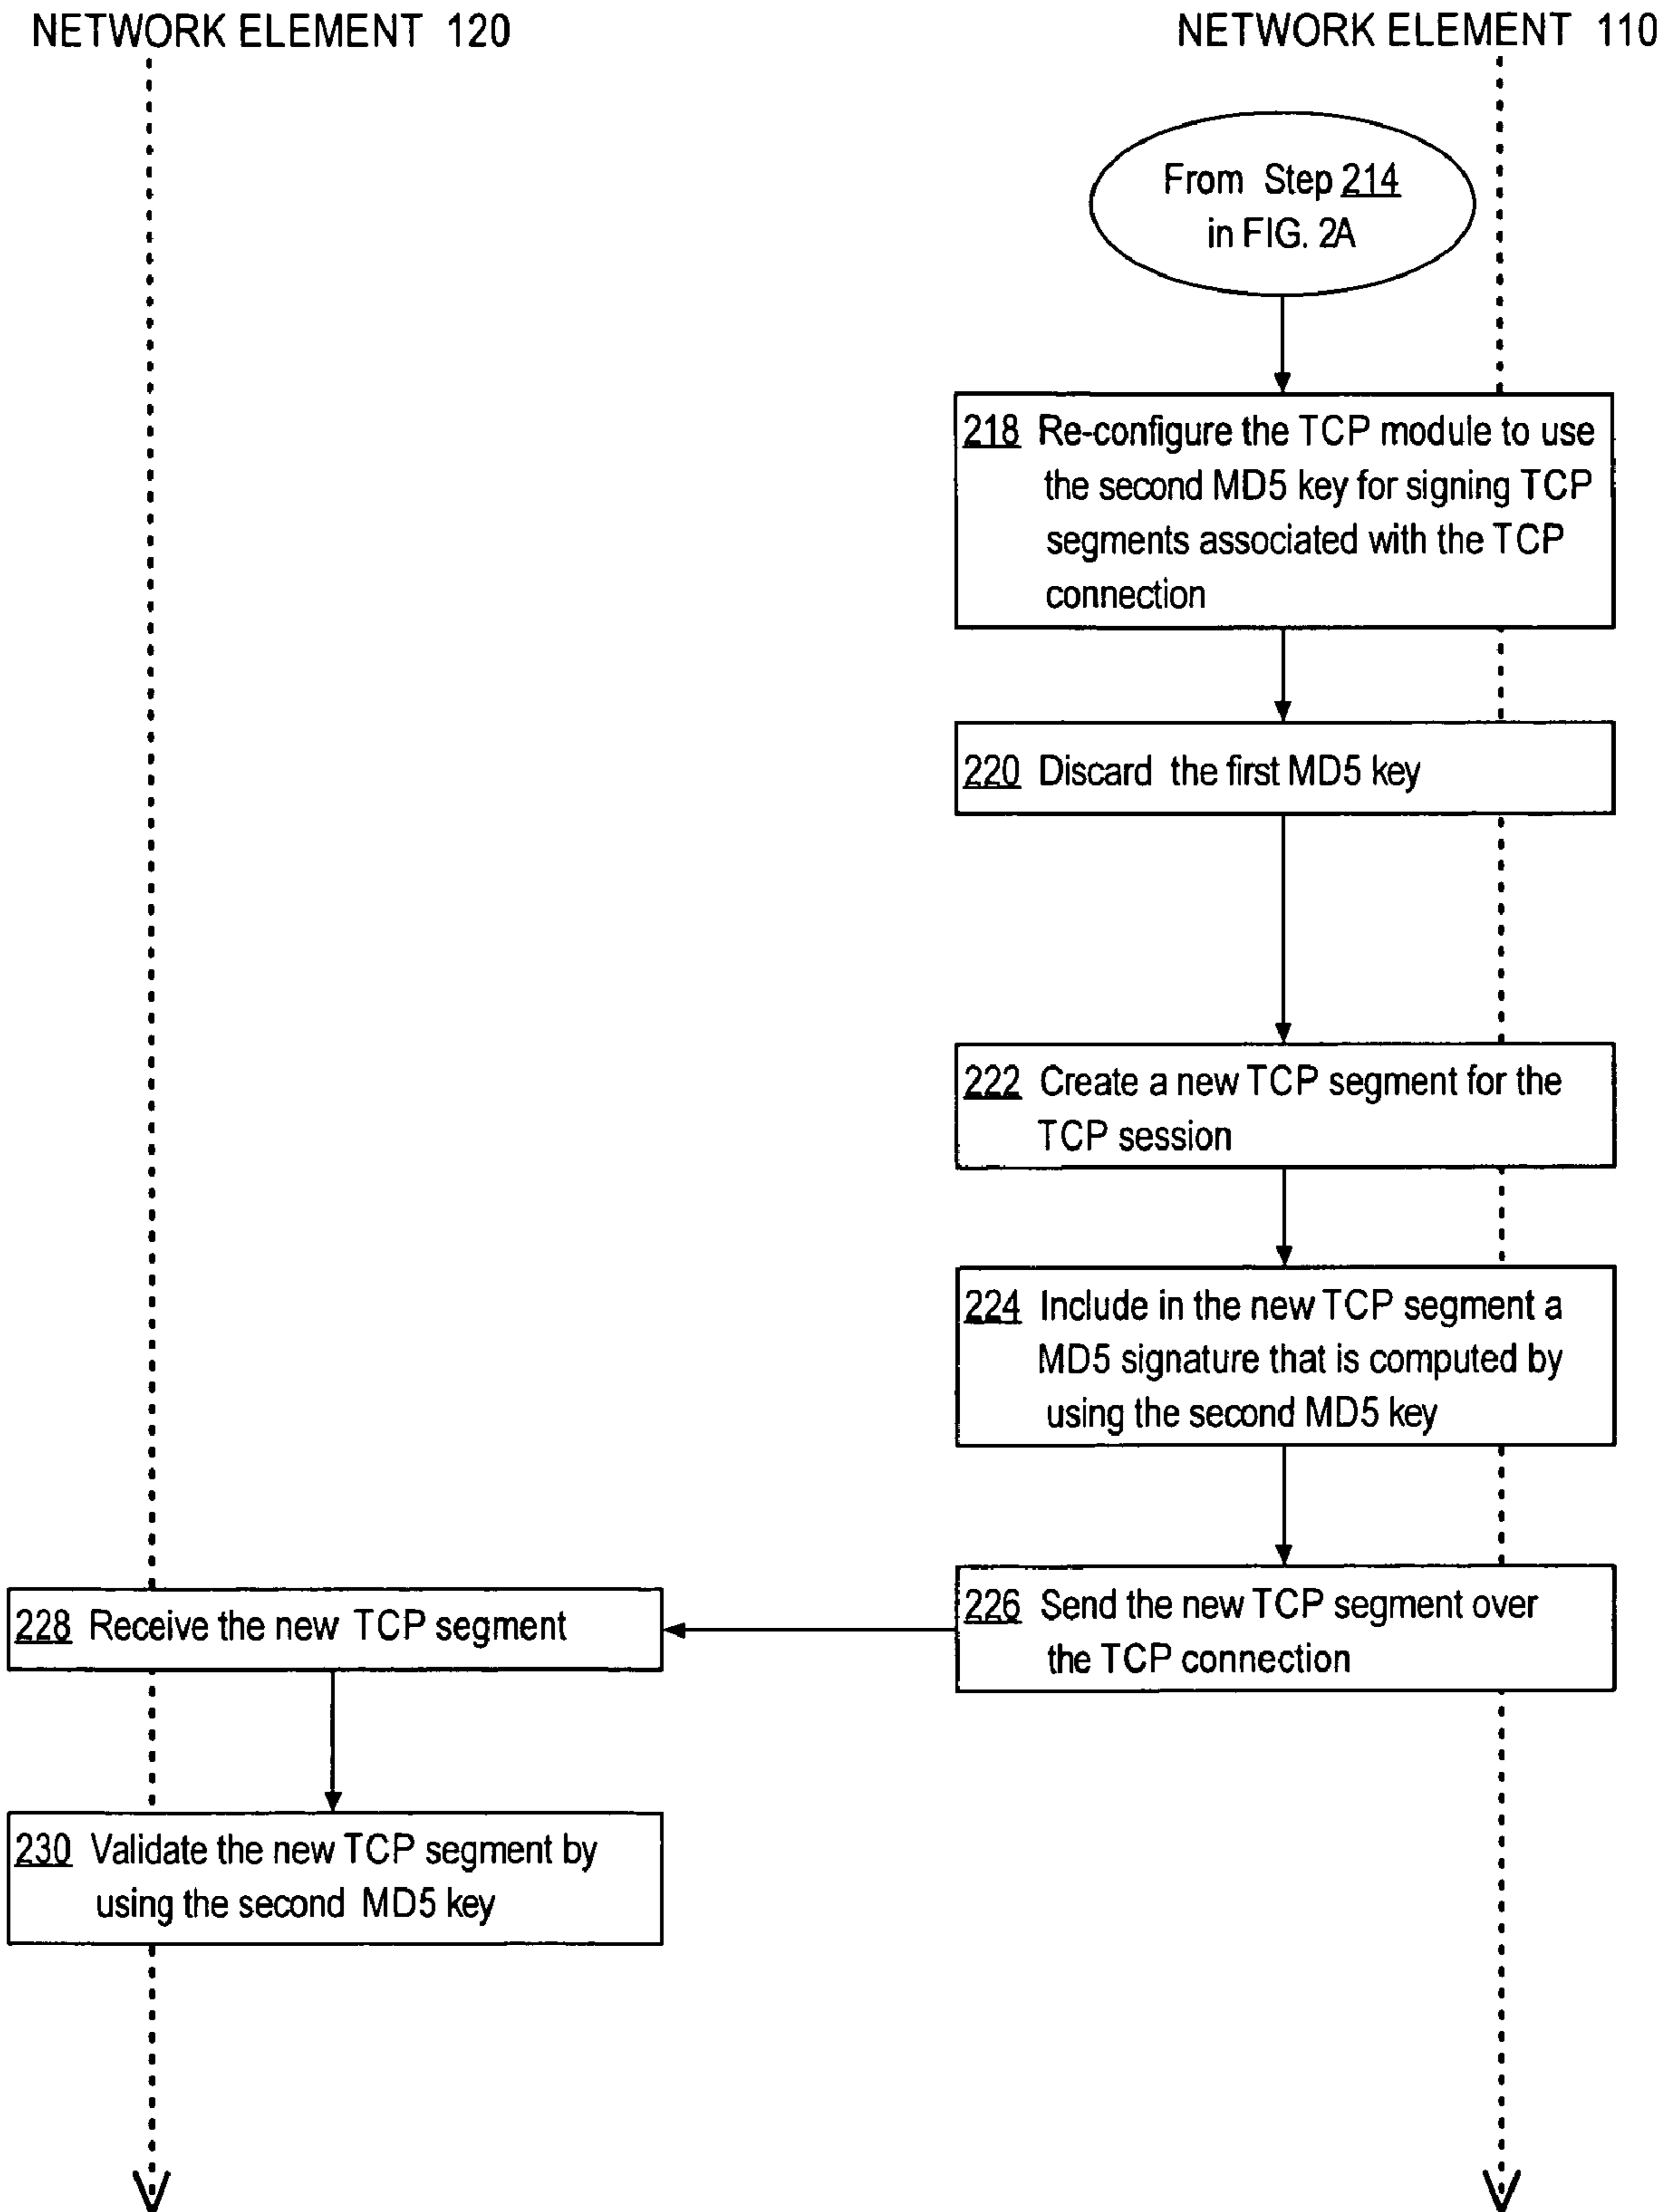 NETWORK ELEMENT 120
NETWORK ELEMENT 110
From Step 214
in FIG. 2A
218 Re-configure the TCP module to use
the second MD5 key for signing TCP
segments associated with the TCP
connection
220 Discard the first MD5 key
222 Create a new TCP segment for the
TCP session
224 Include in the new TCP segment a
MD5 signature that is computed by
using the second MD5 key
226 Send the new TCP segment over
the TCP connection
228 Receive the new TCP segment
230 Validate the new TCP segment by
using the second MD5 key